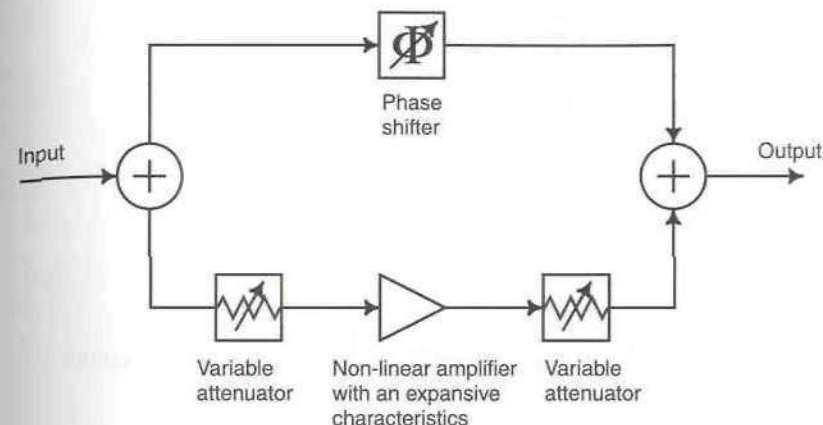 Φ
Phase
shifter
Input
+
+
Output
Variable
attenuator
Non-linear amplifier
with an expansive
characteristics
Variable
attenuator